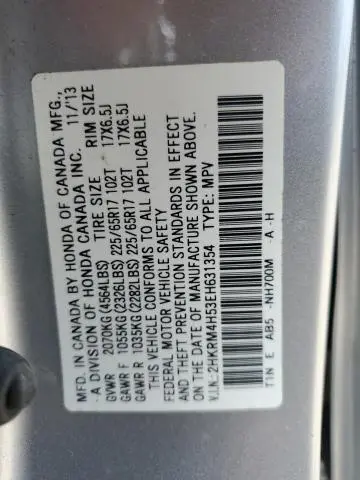 MFD. IN CANADA BY HONDA OF CANADA MFG.,
A DIVISION OF HONDA CANADA INC. 11/'13
TIRE SIZE RIM SIZE
GVWR 2070KG (4564LBS)
GAWR F 1055KG (2326LBS) 225/65R17 102T 17X6.5J
GAWR R 1035KG (2282LBS) 225/65R17 102T 17X6.5J
THIS VEHICLE CONFORMS TO ALL APPLICABLE
FEDERAL MOTOR VEHICLE SAFETY
AND THEFT PREVENTION STANDARDS IN EFFECT
ON THE DATE OF MANUFACTURE SHOWN ABOVE.
V.I.N-2HKRM4H53EH631354 TYPE: MPV
T1N E AB5 -NH700M -A -H